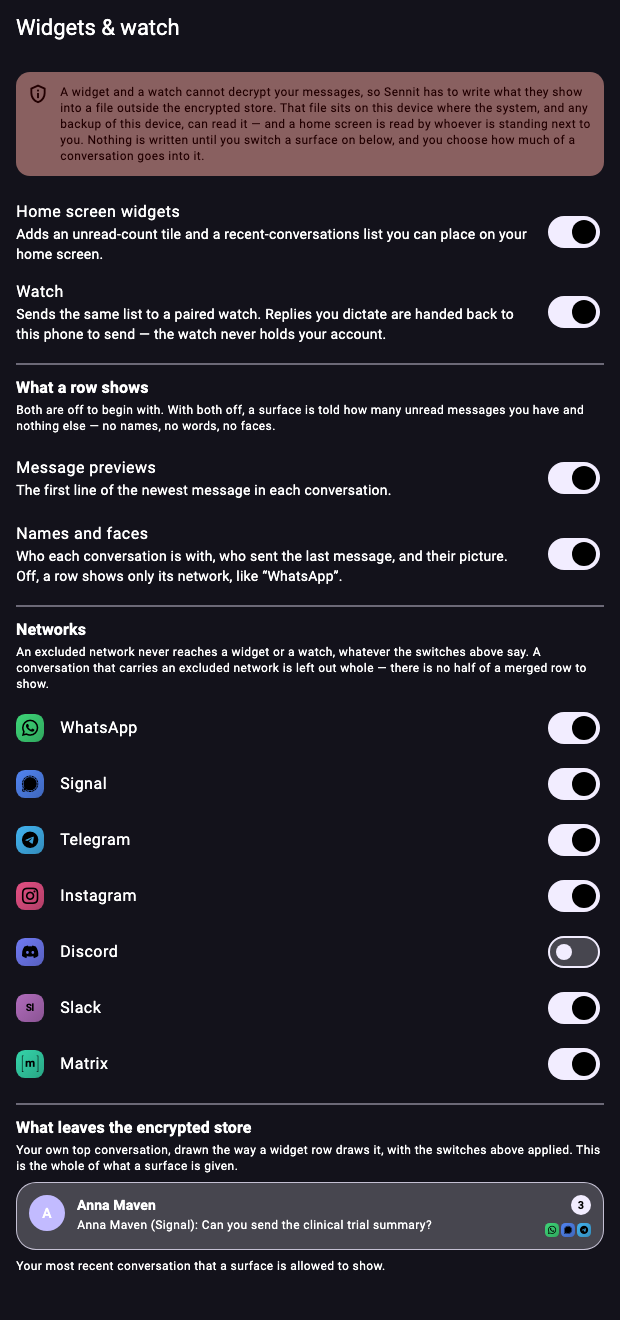 Widgets & watch
A widget and a watch cannot decrypt your messages, so Sennit has to write what they show
into a file outside the encrypted store. That file sits on this device where the system, and any
backup of this device, can read it — and a home screen is read by whoever is standing next to
you. Nothing is written until you switch a surface on below, and you choose how much of a
conversation goes into it.
Home screen widgets
Adds an unread-count tile and a recent-conversations list you can place on your
home screen.
Watch
Sends the same list to a paired watch. Replies you dictate are handed back to
this phone to send — the watch never holds your account.
What a row shows
Both are off to begin with. With both off, a surface is told how many unread messages you have and
nothing else — no names, no words, no faces.
Message previews
The first line of the newest message in each conversation.
Names and faces
Who each conversation is with, who sent the last message, and their picture.
Off, a row shows only its network, like “WhatsApp”.
Networks
An excluded network never reaches a widget or a watch, whatever the switches above say. A
conversation that carries an excluded network is left out whole — there is no half of a merged row to
show.
WhatsApp
Signal
Telegram
Instagram
Discord
Sl Slack
[m] Matrix
What leaves the encrypted store
Your own top conversation, drawn the way a widget row draws it, with the switches above applied. This
is the whole of what a surface is given.
A Anna Maven 3
Anna Maven (Signal): Can you send the clinical trial summary?
Your most recent conversation that a surface is allowed to show.